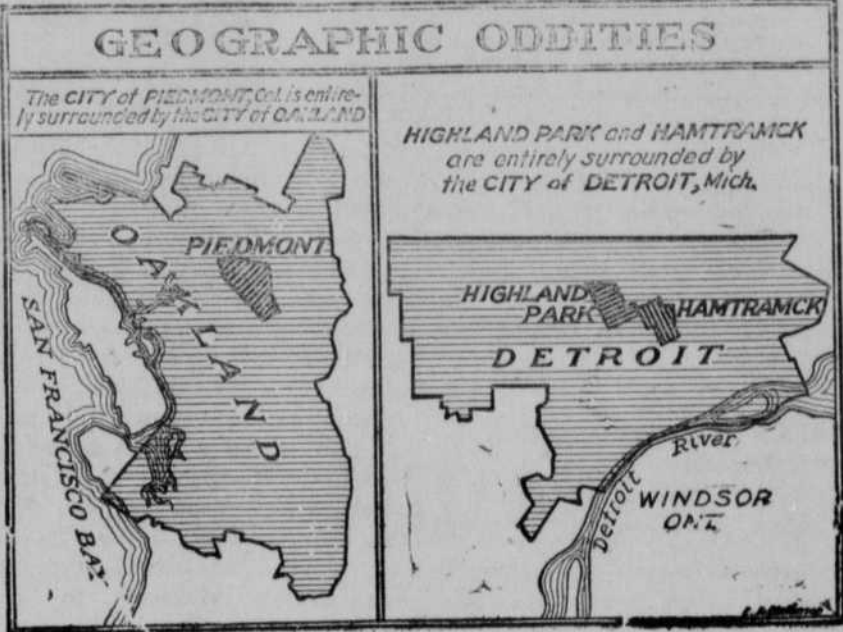 GEOGRAPHIC ODDITIES
The CITY of PIEDMONT, Cal. is entire-
ly surrounded by the CITY of OAKLAND
OAKLAND
PIEDMONT
SAN FRANCISCO BAY
HIGHLAND PARK and HAMTRAMCK
are entirely surrounded by
the CITY of DETROIT, Mich.
HIGHLAND
PARK
HAMTRAMCK
DETROIT
Detroit River
WINDSOR
ONT.